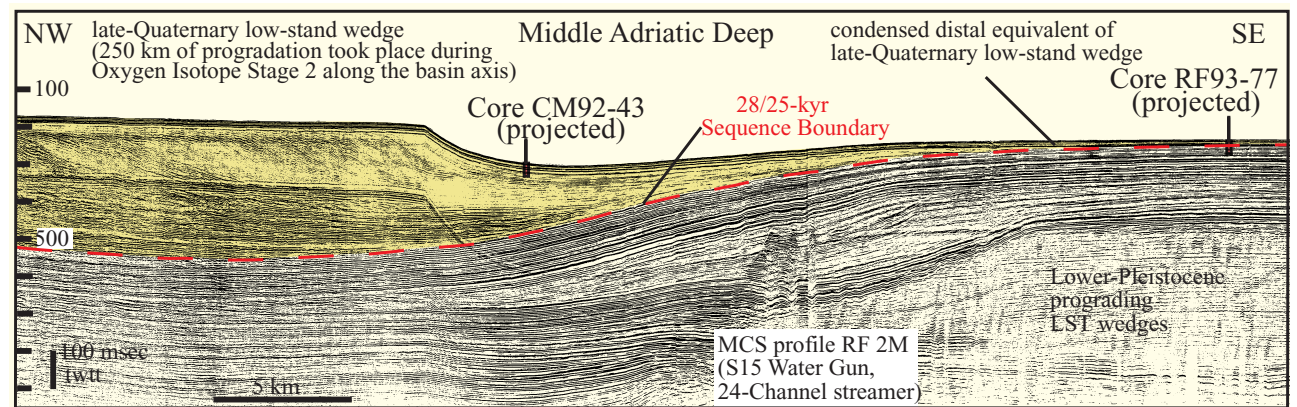 NW
late-Quaternary low-stand wedge
(250 km of progradation took place during
Oxygen Isotope Stage 2 along the basin axis)
Middle Adriatic Deep
condensed distal equivalent of
late-Quaternary low-stand wedge
SE
100
Core CM92-43
(projected)
28/25-kyr
Sequence Boundary
Core RF93-77
(projected)
500
Lower-Pleistocene
prograding
LST wedges
100 msec
twtt
5 km
MCS profile RF 2M
(S15 Water Gun,
24-Channel streamer)